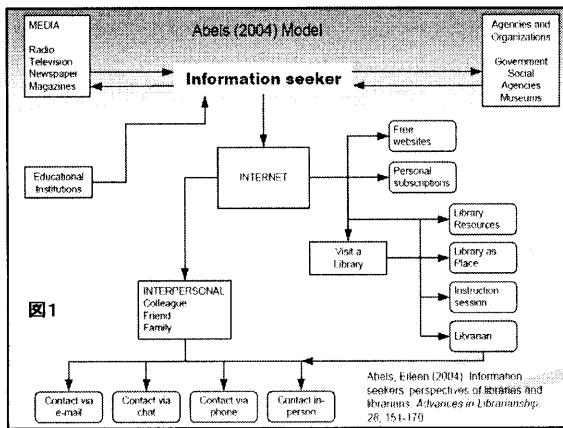 Abels (2004) Model
MEDIA
Radio
Television
Newspaper
Magazines
Information seeker
Agencies and
Organizations
Government
Social
Agencies
Museums
Educational
Institutions
INTERNET
Free
websites
Personal
subscriptions
Visit a
Library
Library
Resources
Library as
Place
Instruction
session
Librarian
図1
INTERPERSONAL
Colleague
Friend
Family
Contact via
e-mail
Contact via
chat
Contact via
phone
Contact in-
person
Abels, Eileen (2004) Information
seekers perspectives of libraries and
librarians. Advances in Librarianship
28, 151-170